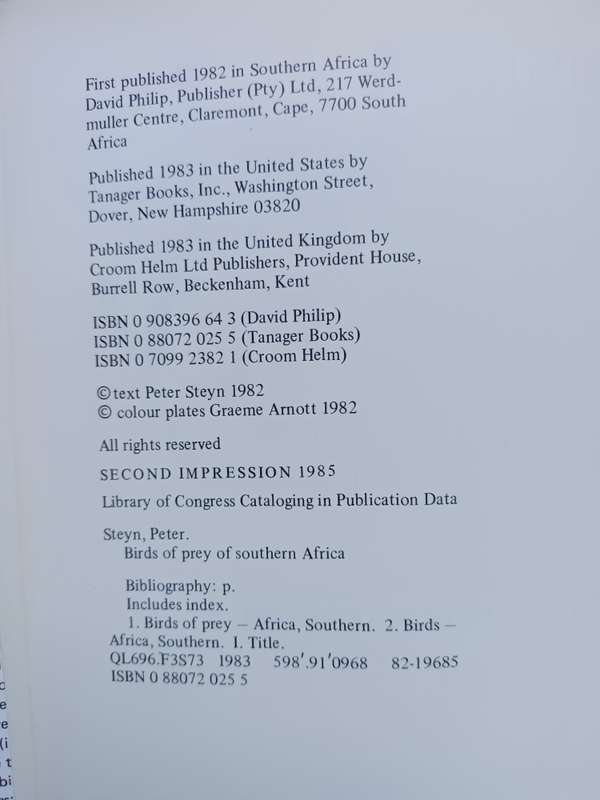 First published 1982 in Southern Africa by
David Philip, Publisher (Pty) Ltd, 217 Werd-
muller Centre, Claremont, Cape, 7700 South
Africa
Published 1983 in the United States by
Tanager Books, Inc., Washington Street,
Dover, New Hampshire 03820
Published 1983 in the United Kingdom by
Croom Helm Ltd Publishers, Provident House,
Burrell Row, Beckenham, Kent
ISBN 0 908396 64 3 (David Philip)
ISBN 0 88072 025 5 (Tanager Books)
ISBN 0 7099 2382 1 (Croom Helm)
© text Peter Steyn 1982
© colour plates Graeme Arnott 1982
All rights reserved
SECOND IMPRESSION 1985
Library of Congress Cataloging in Publication Data
Steyn, Peter.
Birds of prey of southern Africa
Bibliography: p.
Includes index.
1. Birds of prey – Africa, Southern. 2. Birds –
Africa, Southern. I. Title.
QL696.F3S73 1983 598′.91′0968 82-19685
ISBN 0 88072 025 5